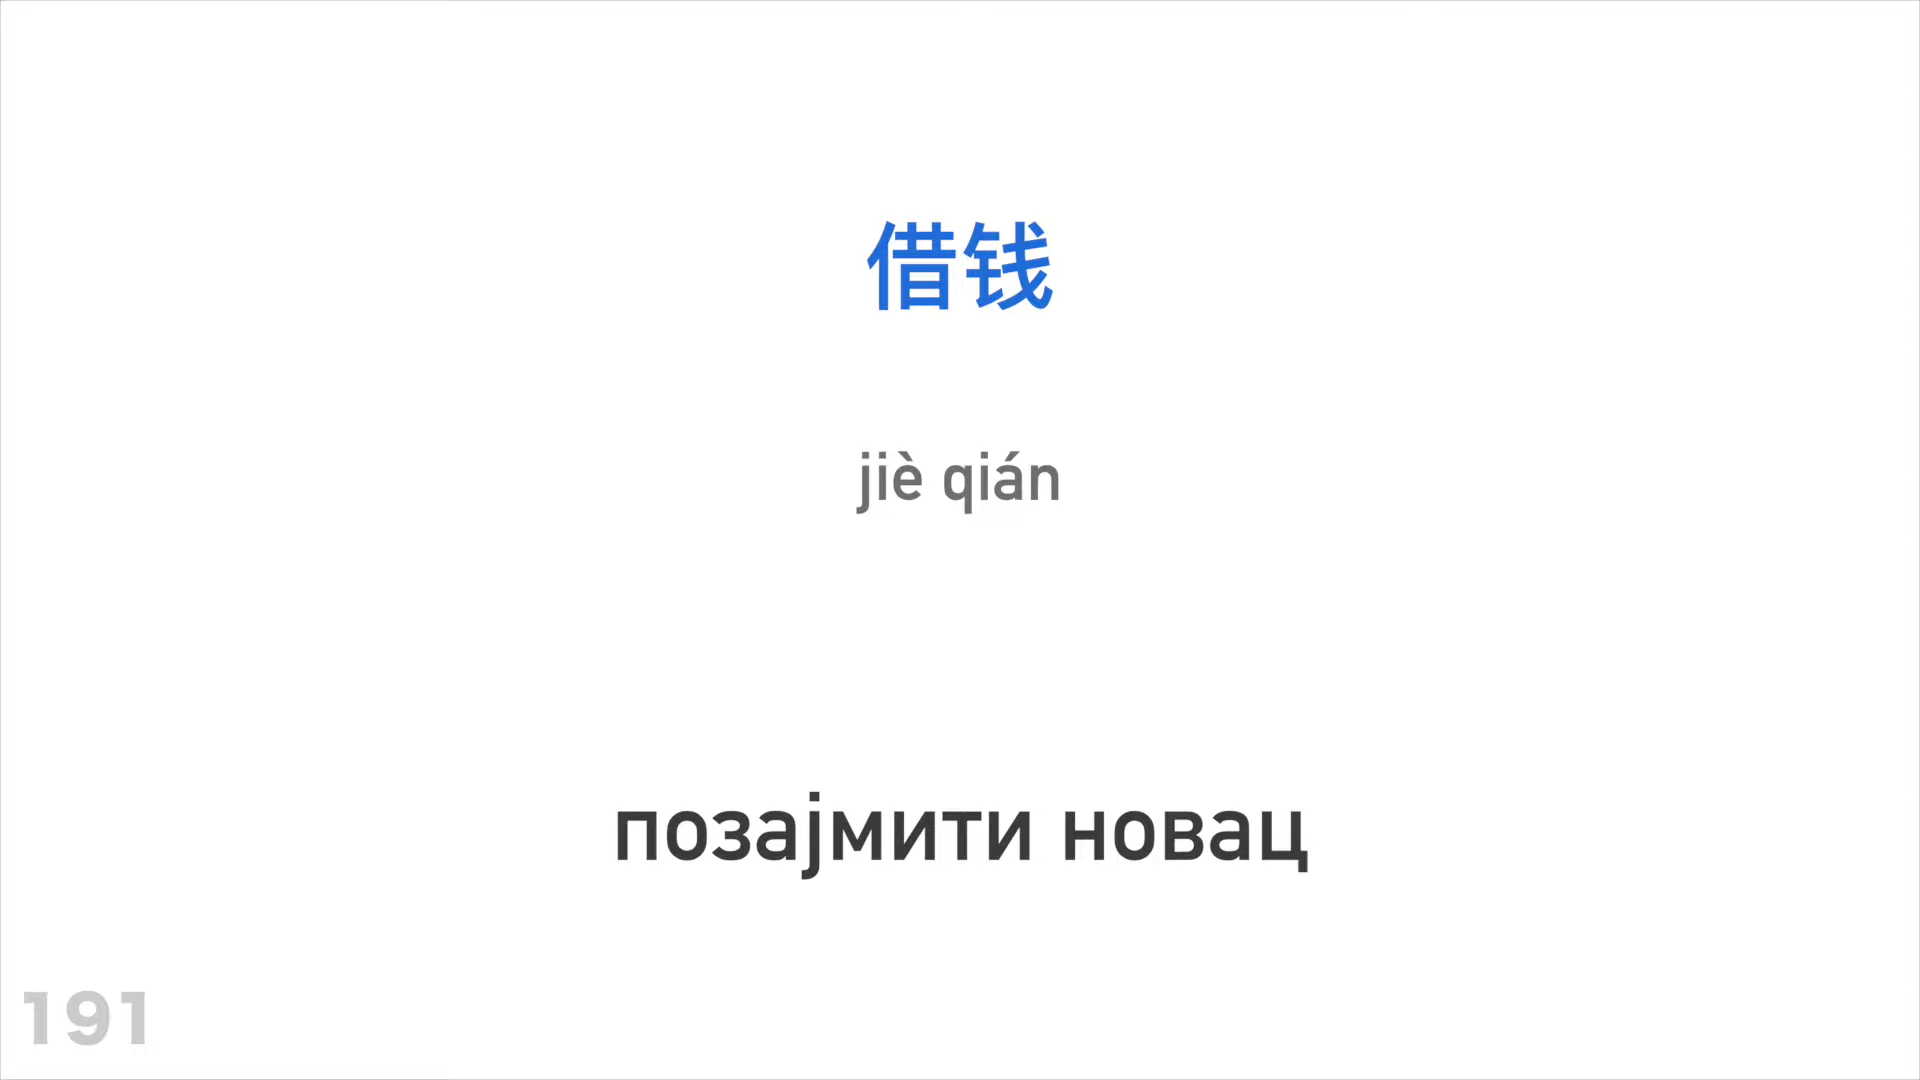 借钱
jiè qián
позајмити новац
191